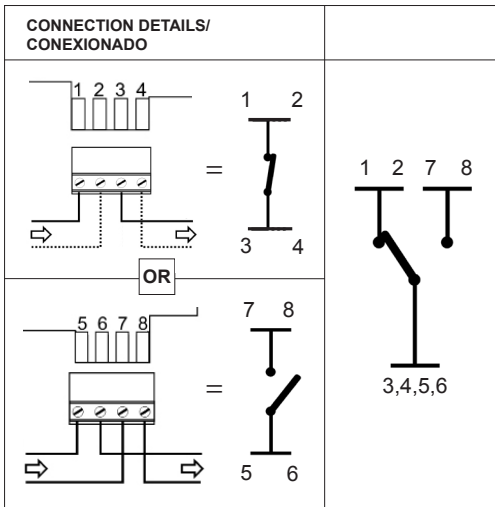 CONNECTION DETAILS/
CONEXIONADO
1 2 3 4
=
1 2
3 4
OR
5 6 7 8
=
7 8
5 6
1 2 7 8
3,4,5,6